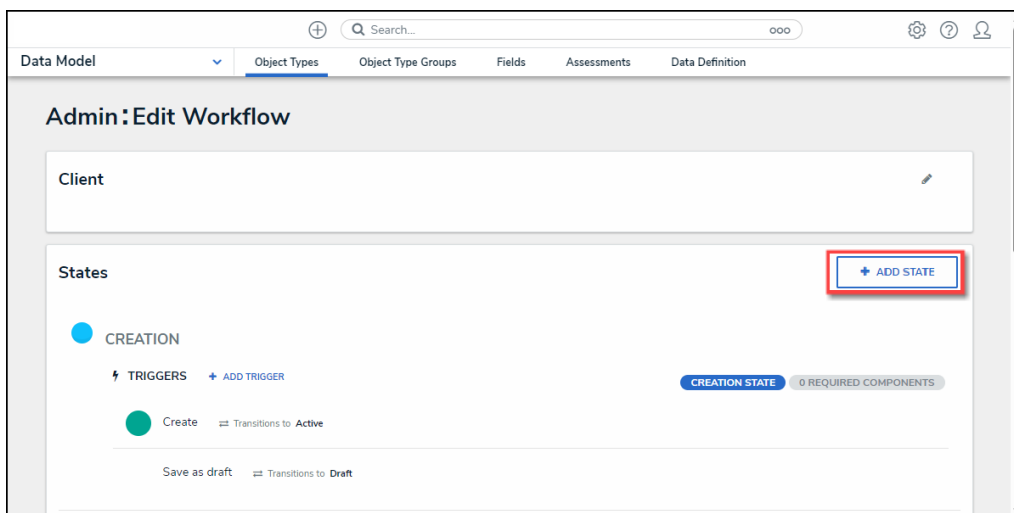 Search... ooo
Data Model Object Types Object Type Groups Fields Assessments Data Definition
Admin:Edit Workflow
Client
States + ADD STATE
CREATION
TRIGGERS + ADD TRIGGER
CREATION STATE 0 REQUIRED COMPONENTS
Create ⇄ Transitions to Active
Save as draft ⇄ Transitions to Draft